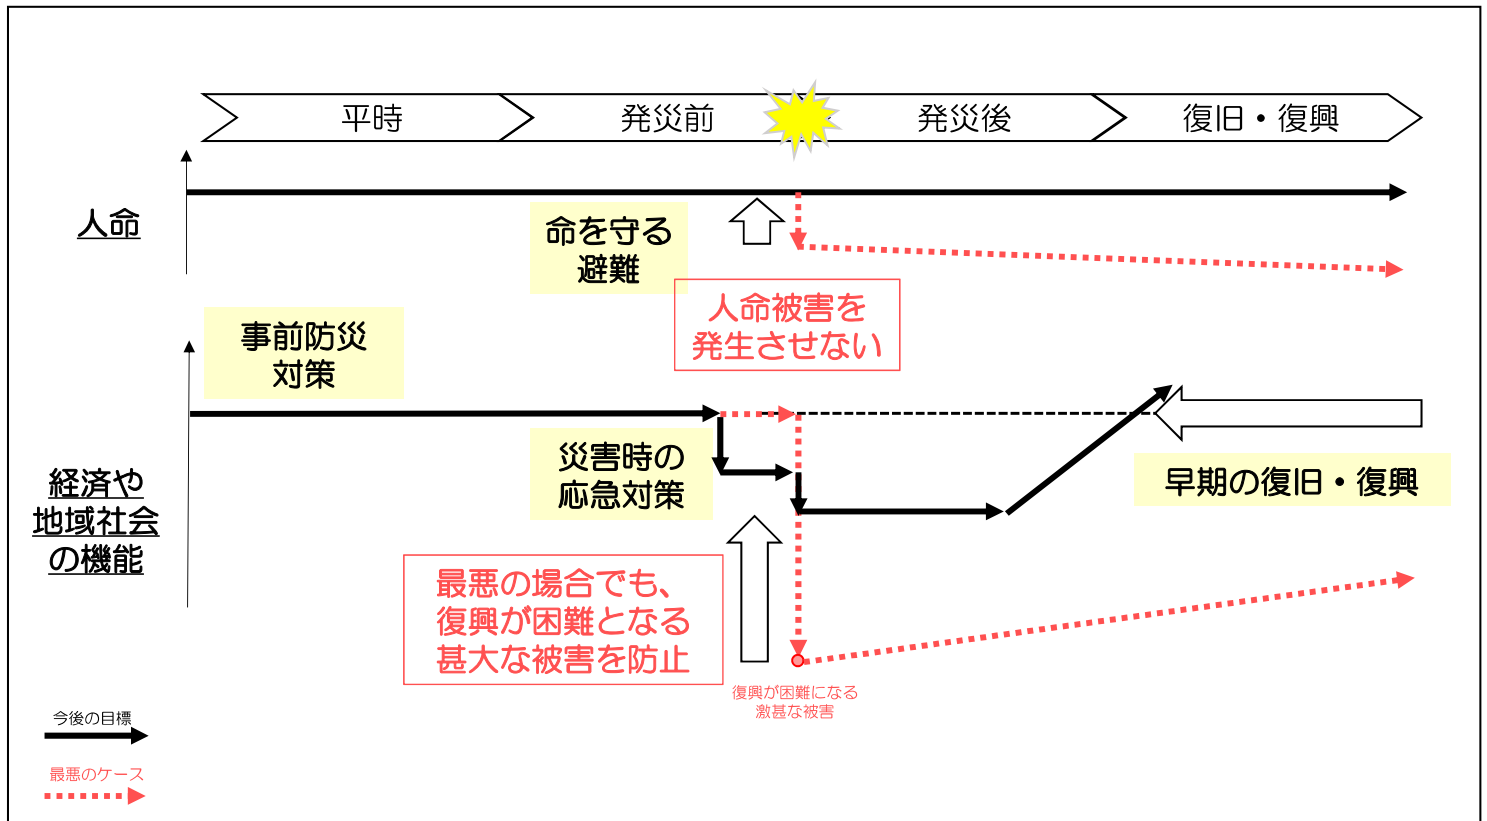 平時
発災前
発災後
復旧・復興
人命
命を守る
避難
人命被害を
発生させない
事前防災
対策
災害時の
応急対策
経済や
地域社会
の機能
早期の復旧・復興
最悪の場合でも、
復興が困難となる
甚大な被害を防止
復興が困難になる
激甚な被害
今後の目標
最悪のケース